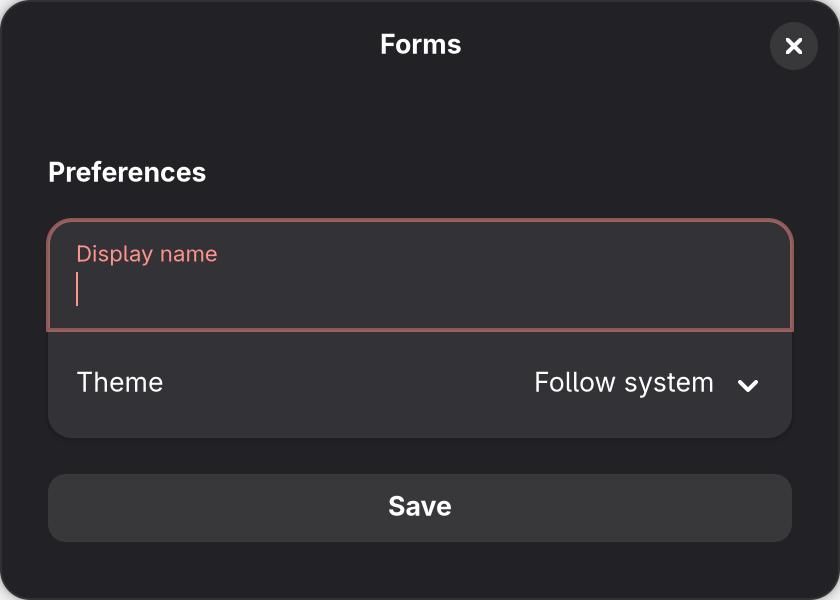 Forms
Preferences
Display name
Theme
Follow system
Save